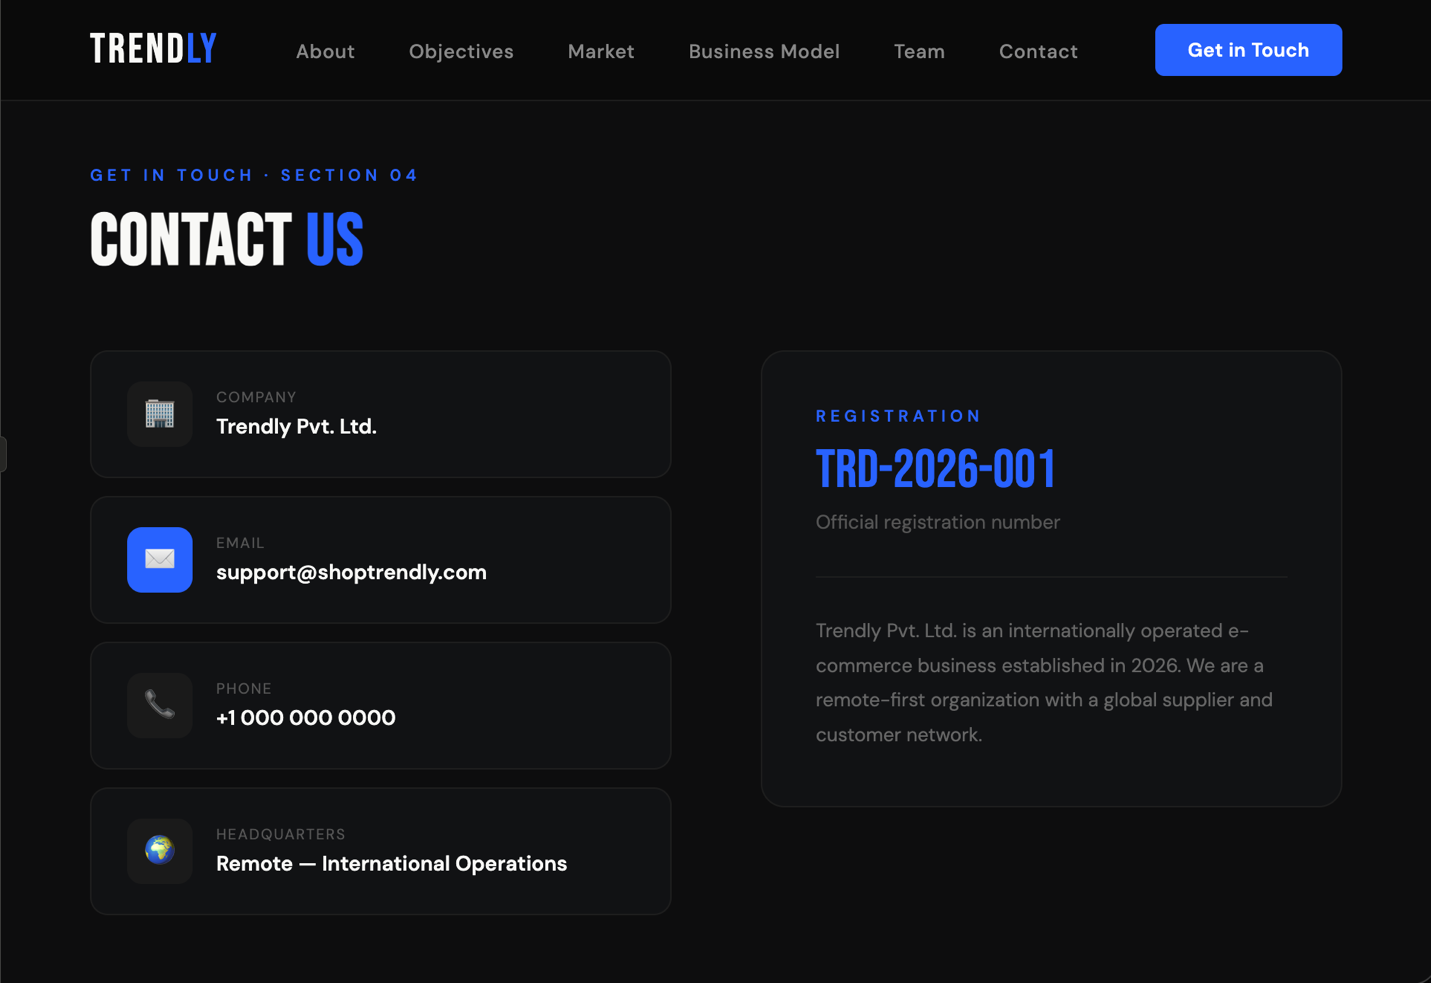 TRENDLY
About
Objectives
Market
Business Model
Team
Contact
Get in Touch
GET IN TOUCH · SECTION 04
CONTACT US
COMPANY
Trendly Pvt. Ltd.
EMAIL
support@shoptrendly.com
PHONE
+1 000 000 0000
HEADQUARTERS
Remote — International Operations
REGISTRATION
TRD-2026-001
Official registration number
Trendly Pvt. Ltd. is an internationally operated e-
commerce business established in 2026. We are a
remote-first organization with a global supplier and
customer network.